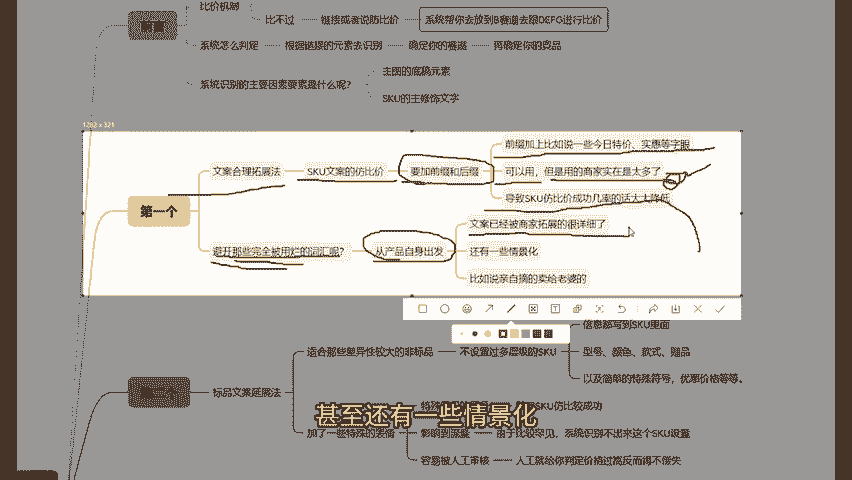 比价机制
比不过
链接或者说防比价
系统帮你去放到B赛道去跟DEFG进行比价
系统怎么判定
根据链接的元素去识别
确定你的赛道
再确定你的竞品
系统识别的主要因素要素是什么呢？
主图的底稿元素
SKU的主修饰文字
1282 x 321
第一个
文案合理拓展法
SKU文案的仿比价
要加前缀和后缀
前缀加上比如说一些今日特价、实惠等字眼
可以用，但是用的商家实在是太多了
导致SKU仿比价成功几率的话大大降低
避开那些完全被用烂的词汇呢？
从产品自身出发
文案已经被商家拓展的很详细了
还有一些情景化
比如说亲自摘的卖给老婆的
标品文案延展法
适合那些差异性较大的非标品
不设置过多层级的SKU
信息都写到SKU里面
型号、颜色、款式、赠品
以及简单的特殊符号，优惠价格等等。
加了一些特殊的表情
SKU仿比较成功
影响到流量
由于比较罕见，系统识别不出来这个SKU设置
容易被人工审核
人工就给你判定价格过高反而得不偿失
甚至还有一些情景化